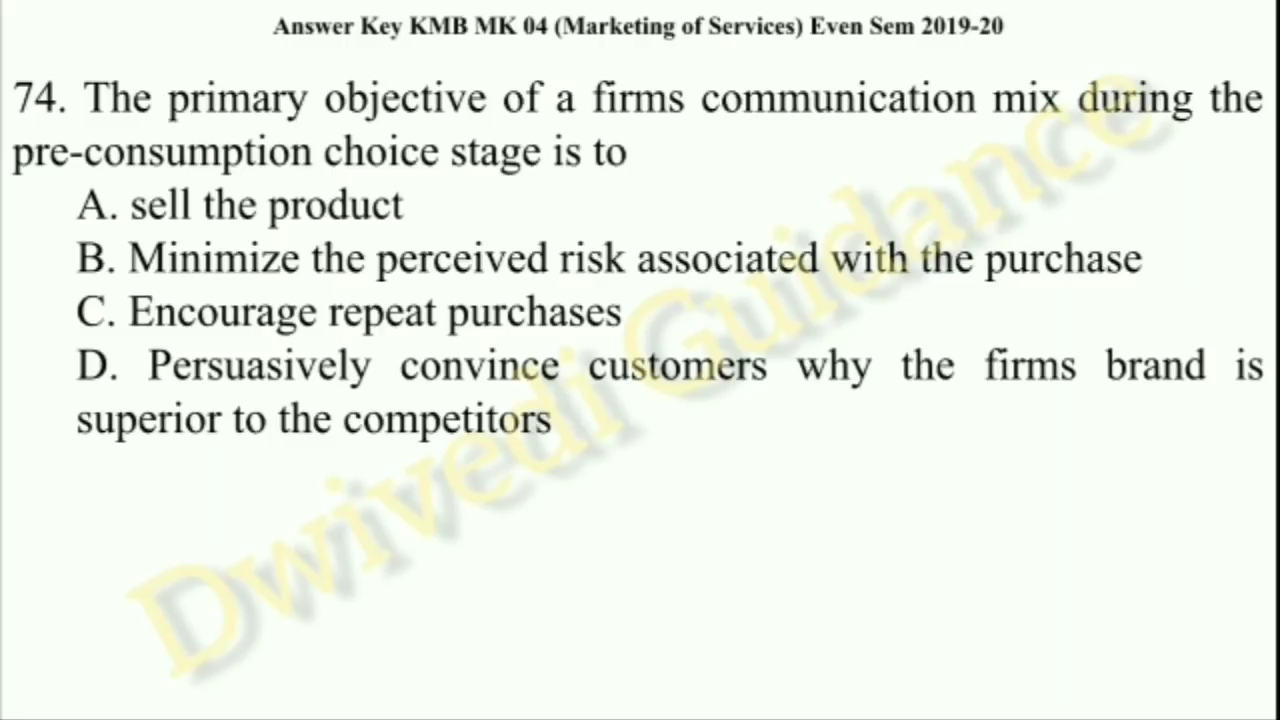 Answer Key KMB MK 04 (Marketing of Services) Even Sem 2019-20
74. The primary objective of a firms communication mix during the
pre-consumption choice stage is to
A. sell the product
B. Minimize the perceived risk associated with the purchase
C. Encourage repeat purchases
D. Persuasively convince customers why the firms brand is
superior to the competitors
Dwivedi Guidance